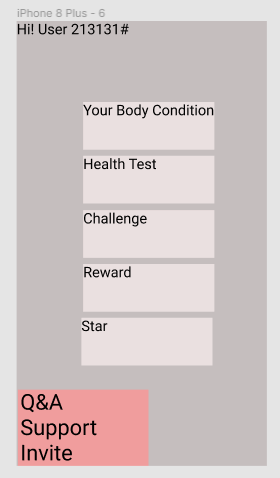 iPhone 8 Plus - 6
Hi! User 213131#
Your Body Condition
Health Test
Challenge
Reward
Star
Q&A
Support
Invite